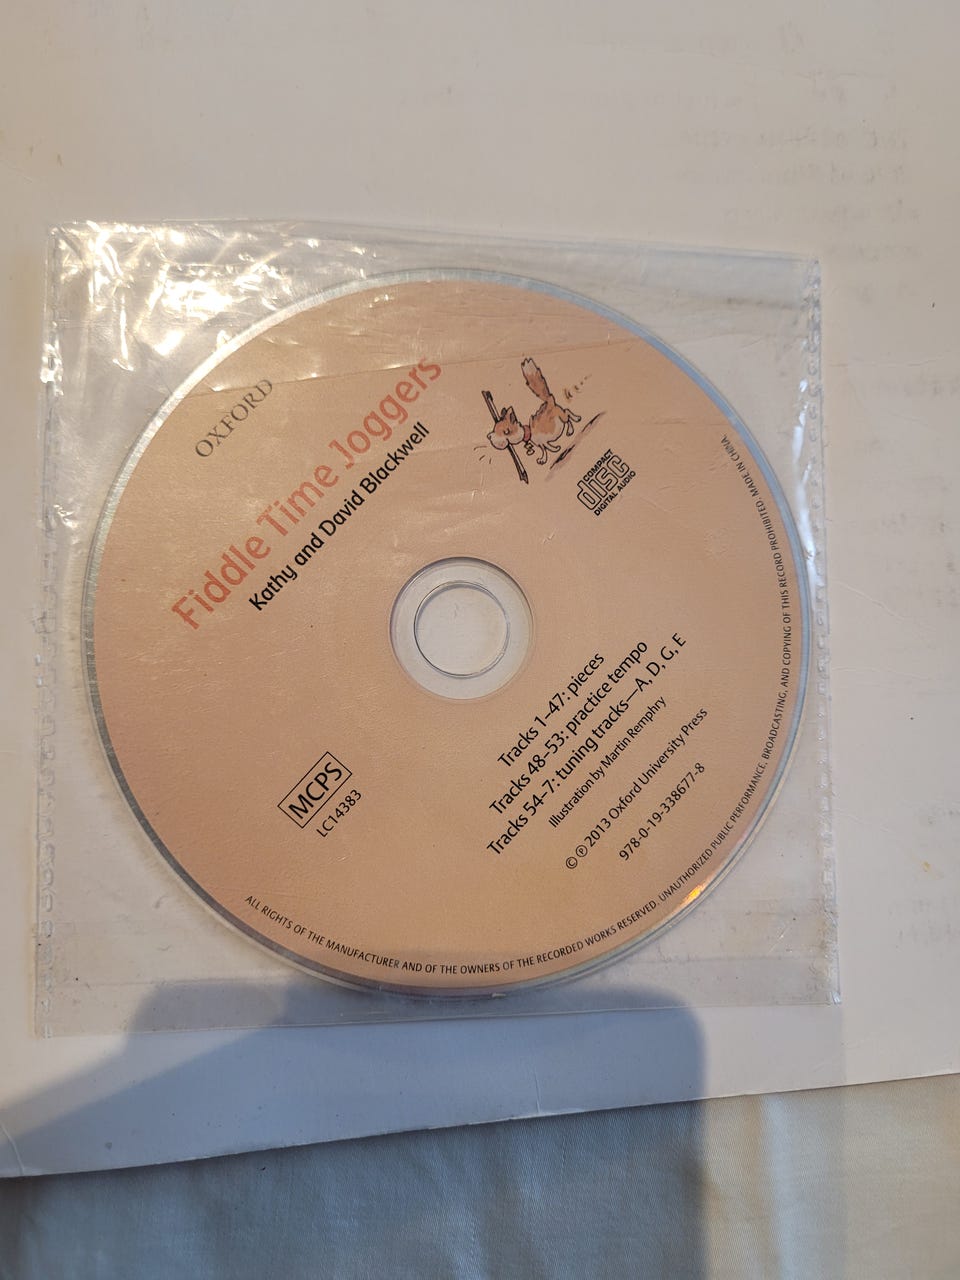 OXFORD
Fiddle Time Joggers
Kathy and David Blackwell
COMPACT
disc
DIGITAL AUDIO
Tracks 1–47: pieces
Tracks 48–53: practice tempo
Tracks 54–7: tuning tracks—A, D, G, E
Illustration by Martin Remphry
© ℗ 2013 Oxford University Press
978-0-19-338677-8
MCPS
LC14383
ALL RIGHTS OF THE MANUFACTURER AND OF THE OWNERS OF THE RECORDED WORKS RESERVED. UNAUTHORIZED PUBLIC PERFORMANCE, BROADCASTING, AND COPYING OF THIS RECORD PROHIBITED. MADE IN CHINA.